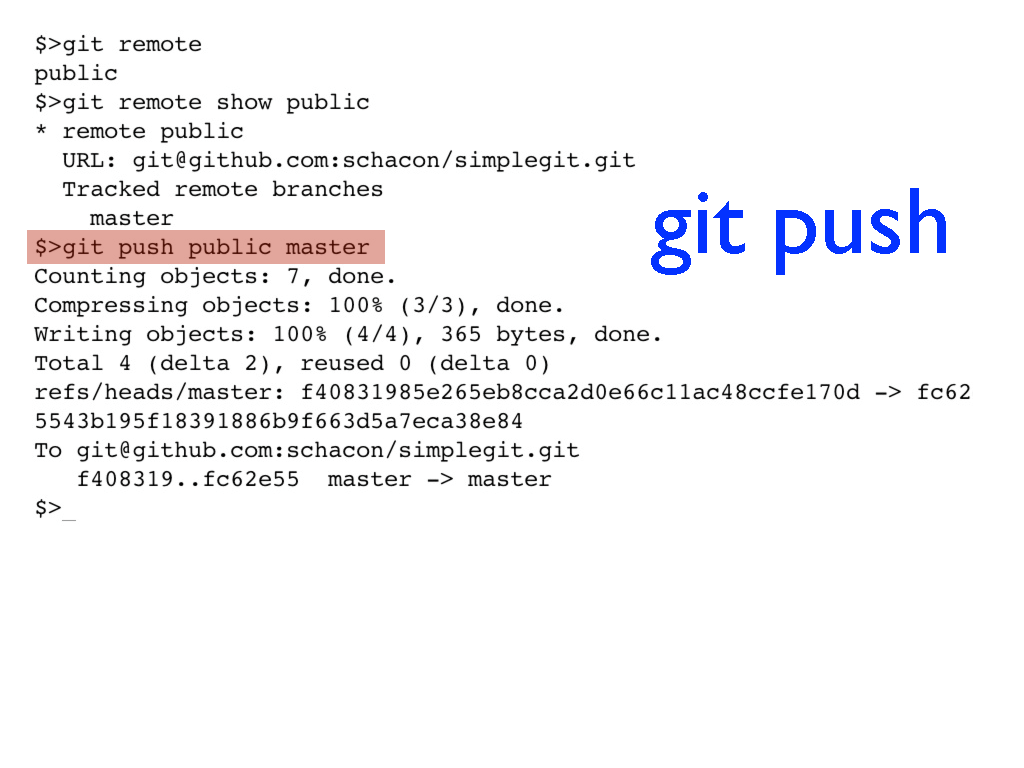 $>git remote
public
$>git remote show public
* remote public
  URL: git@github.com:schacon/simplegit.git
  Tracked remote branches
    master
$>git push public master
git push
Counting objects: 7, done.
Compressing objects: 100% (3/3), done.
Writing objects: 100% (4/4), 365 bytes, done.
Total 4 (delta 2), reused 0 (delta 0)
refs/heads/master: f40831985e265eb8cca2d0e66c11ac48ccfe170d -> fc62
5543b195f18391886b9f663d5a7eca38e84
To git@github.com:schacon/simplegit.git
   f408319..fc62e55  master -> master
$>_